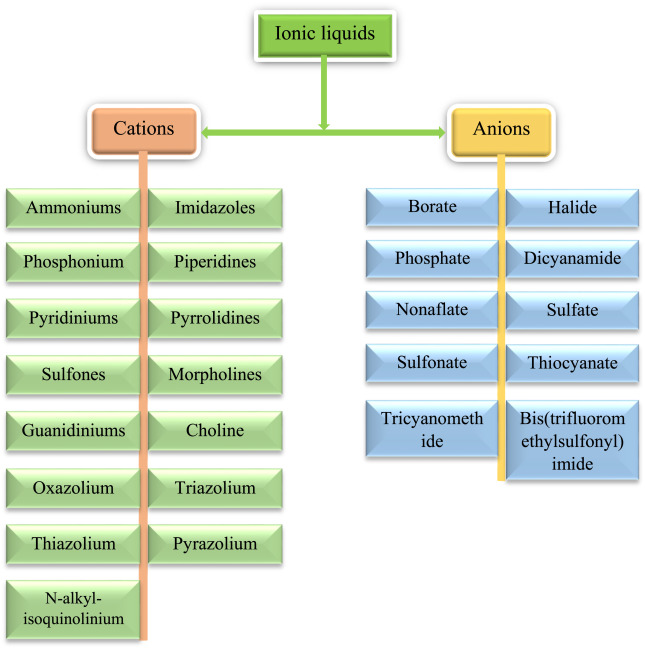 Ionic liquids
Cations
Anions
Ammoniums
Imidazoles
Phosphonium
Piperidines
Pyridiniums
Pyrrolidines
Sulfones
Morpholines
Guanidiniums
Choline
Oxazolium
Triazolium
Thiazolium
Pyrazolium
N-alkyl-
isoquinolinium
Borate
Halide
Phosphate
Dicyanamide
Nonaflate
Sulfate
Sulfonate
Thiocyanate
Tricyanometh
ide
Bis(trifluorom
ethylsulfonyl)
imide